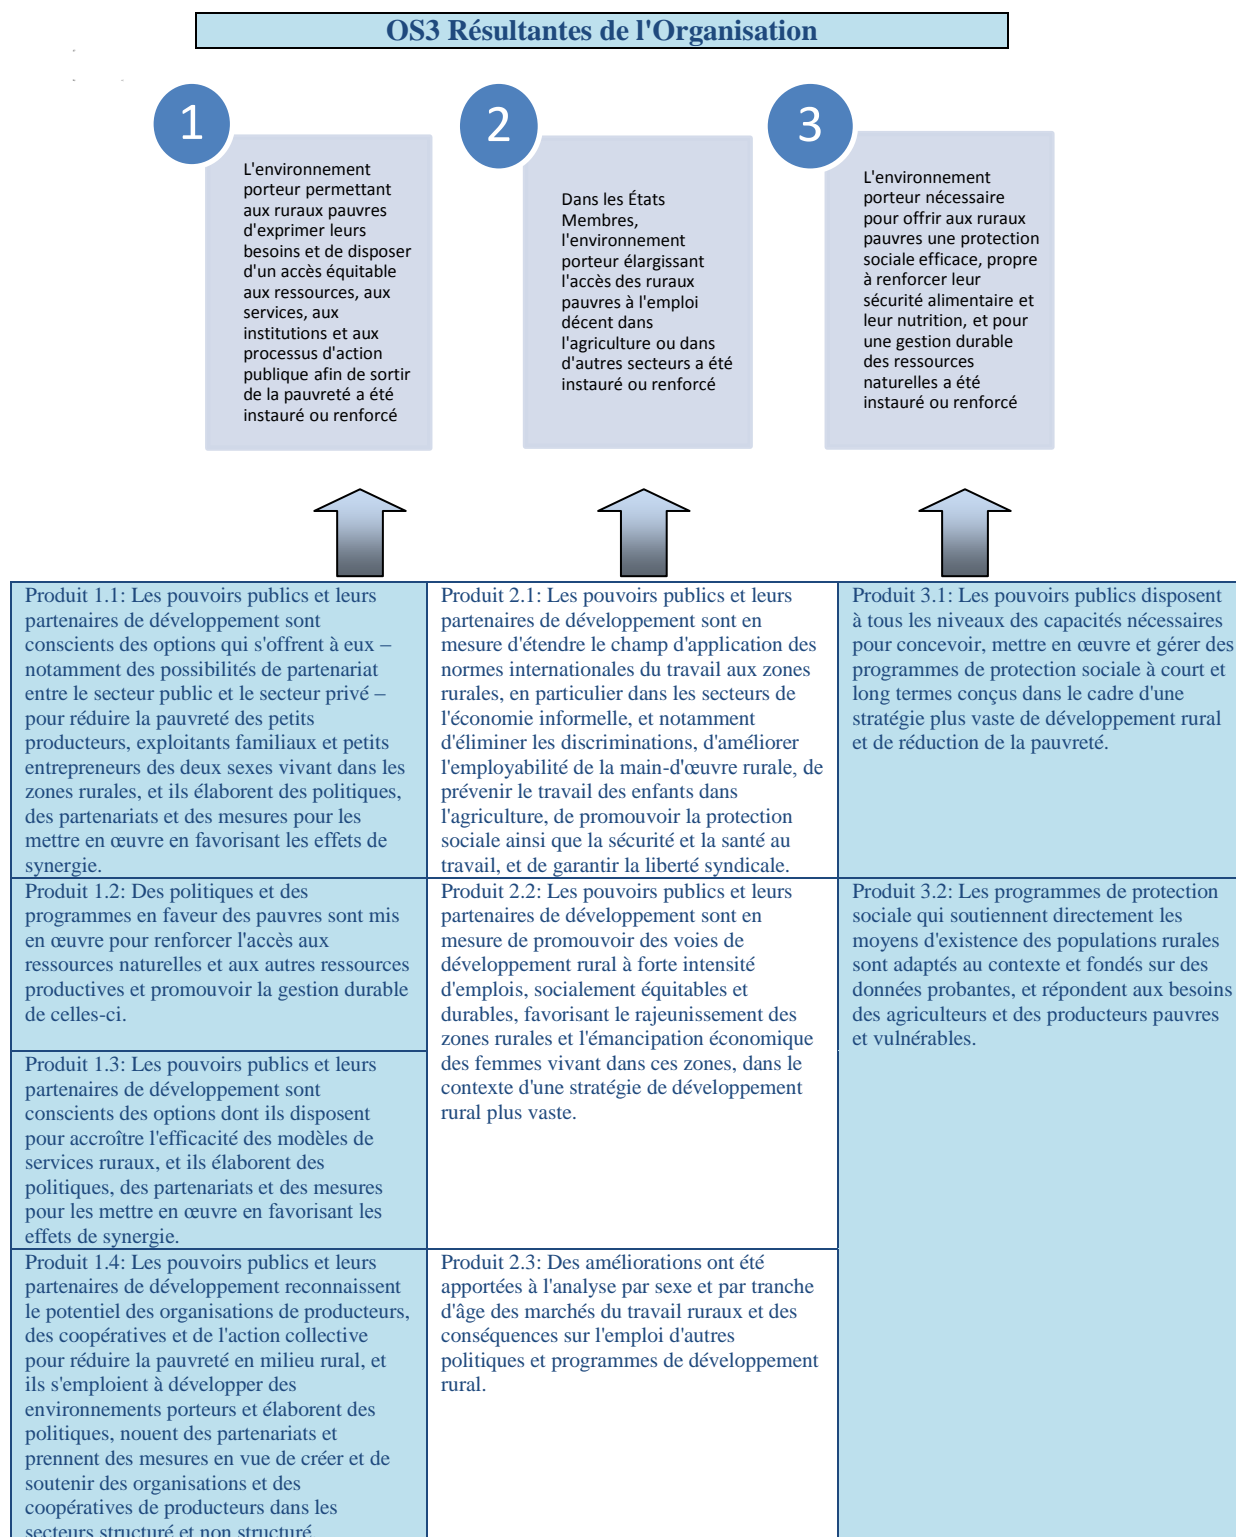 OS3 Résultantes de l'Organisation
1
L'environnement
porteur permettant
aux ruraux pauvres
d'exprimer leurs
besoins et de disposer
d'un accès équitable
aux ressources, aux
services, aux
institutions et aux
processus d'action
publique afin de sortir
de la pauvreté a été
instauré ou renforcé
2
Dans les États
Membres,
l'environnement
porteur élargissant
l'accès des ruraux
pauvres à l'emploi
décent dans
l'agriculture ou dans
d'autres secteurs a été
instauré ou renforcé
3
L'environnement
porteur nécessaire
pour offrir aux ruraux
pauvres une protection
sociale efficace, propre
à renforcer leur
sécurité alimentaire et
leur nutrition, et pour
une gestion durable
des ressources
naturelles a été
instauré ou renforcé
Produit 1.1: Les pouvoirs publics et leurs
partenaires de développement sont
conscients des options qui s'offrent à eux –
notamment des possibilités de partenariat
entre le secteur public et le secteur privé –
pour réduire la pauvreté des petits
producteurs, exploitants familiaux et petits
entrepreneurs des deux sexes vivant dans les
zones rurales, et ils élaborent des politiques,
des partenariats et des mesures pour les
mettre en œuvre en favorisant les effets de
synergie.
Produit 2.1: Les pouvoirs publics et leurs
partenaires de développement sont en
mesure d'étendre le champ d'application des
normes internationales du travail aux zones
rurales, en particulier dans les secteurs de
l'économie informelle, et notamment
d'éliminer les discriminations, d'améliorer
l'employabilité de la main-d'œuvre rurale, de
prévenir le travail des enfants dans
l'agriculture, de promouvoir la protection
sociale ainsi que la sécurité et la santé au
travail, et de garantir la liberté syndicale.
Produit 3.1: Les pouvoirs publics disposent
à tous les niveaux des capacités nécessaires
pour concevoir, mettre en œuvre et gérer des
programmes de protection sociale à court et
long termes conçus dans le cadre d'une
stratégie plus vaste de développement rural
et de réduction de la pauvreté.
Produit 1.2: Des politiques et des
programmes en faveur des pauvres sont mis
en œuvre pour renforcer l'accès aux
ressources naturelles et aux autres ressources
productives et promouvoir la gestion durable
de celles-ci.
Produit 2.2: Les pouvoirs publics et leurs
partenaires de développement sont en
mesure de promouvoir des voies de
développement rural à forte intensité
d'emplois, socialement équitables et
durables, favorisant le rajeunissement des
zones rurales et l'émancipation économique
des femmes vivant dans ces zones, dans le
contexte d'une stratégie de développement
rural plus vaste.
Produit 3.2: Les programmes de protection
sociale qui soutiennent directement les
moyens d'existence des populations rurales
sont adaptés au contexte et fondés sur des
données probantes, et répondent aux besoins
des agriculteurs et des producteurs pauvres
et vulnérables.
Produit 1.3: Les pouvoirs publics et leurs
partenaires de développement sont
conscients des options dont ils disposent
pour accroître l'efficacité des modèles de
services ruraux, et ils élaborent des
politiques, des partenariats et des mesures
pour les mettre en œuvre en favorisant les
effets de synergie.
Produit 1.4: Les pouvoirs publics et leurs
partenaires de développement reconnaissent
le potentiel des organisations de producteurs,
des coopératives et de l'action collective
pour réduire la pauvreté en milieu rural, et
ils s'emploient à développer des
environnements porteurs et élaborent des
politiques, nouent des partenariats et
prennent des mesures en vue de créer et de
soutenir des organisations et des
coopératives de producteurs dans les
secteurs structuré et non structuré
Produit 2.3: Des améliorations ont été
apportées à l'analyse par sexe et par tranche
d'âge des marchés du travail ruraux et des
conséquences sur l'emploi d'autres
politiques et programmes de développement
rural.